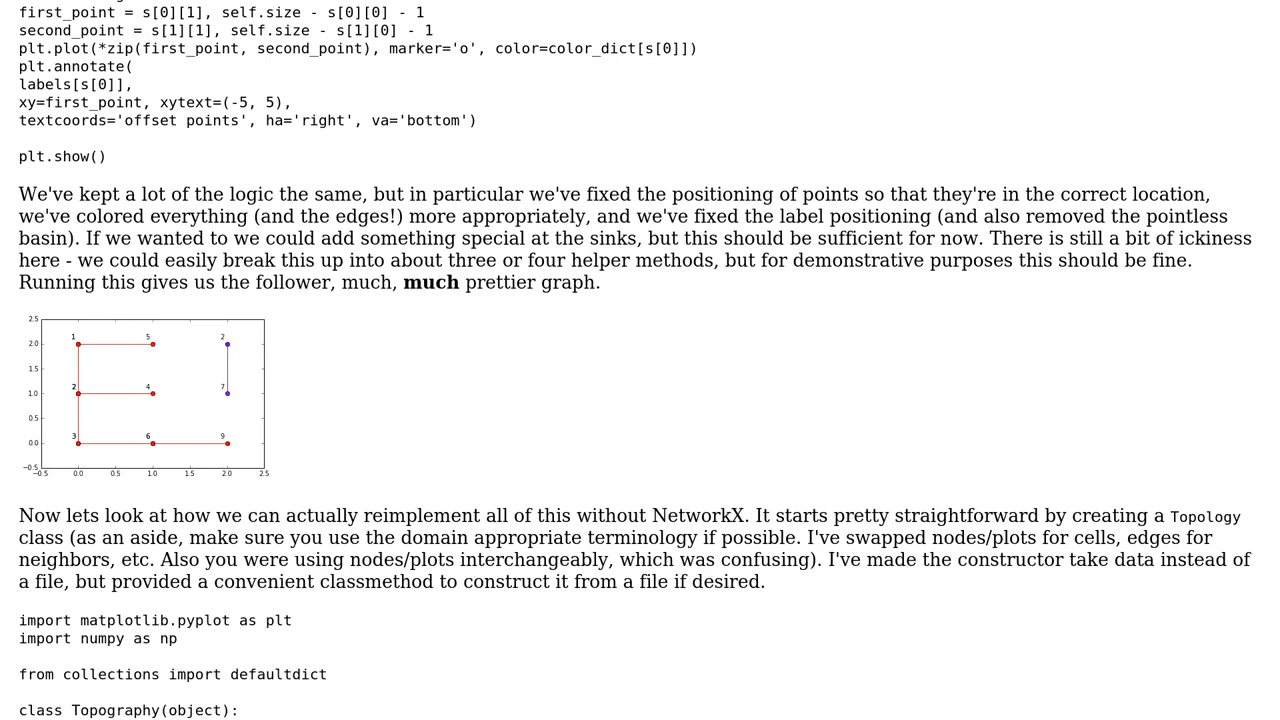 first_point = s[0][1], self.size - s[0][0] - 1
second_point = s[1][1], self.size - s[1][0] - 1
plt.plot(*zip(first_point, second_point), marker='o', color=color_dict[s[0]])
plt.annotate(
labels[s[0]],
xy=first_point, xytext=(-5, 5),
textcoords='offset points', ha='right', va='bottom')
plt.show()
We've kept a lot of the logic the same, but in particular we've fixed the positioning of points so that they're in the correct location,
we've colored everything (and the edges!) more appropriately, and we've fixed the label positioning (and also removed the pointless
basin). If we wanted to we could add something special at the sinks, but this should be sufficient for now. There is still a bit of ickiness
here - we could easily break this up into about three or four helper methods, but for demonstrative purposes this should be fine.
Running this gives us the follower, much, much prettier graph.
2.5
1 5 2
2.0
1.5
2 4 7
1.0
0.5
3 6 9
0.0
-0.5
-0.5 0.0 0.5 1.0 1.5 2.0 2.5
Now lets look at how we can actually reimplement all of this without NetworkX. It starts pretty straightforward by creating a Topology
class (as an aside, make sure you use the domain appropriate terminology if possible. I've swapped nodes/plots for cells, edges for
neighbors, etc. Also you were using nodes/plots interchangeably, which was confusing). I've made the constructor take data instead of
a file, but provided a convenient classmethod to construct it from a file if desired.
import matplotlib.pyplot as plt
import numpy as np
from collections import defaultdict
class Topography(object):